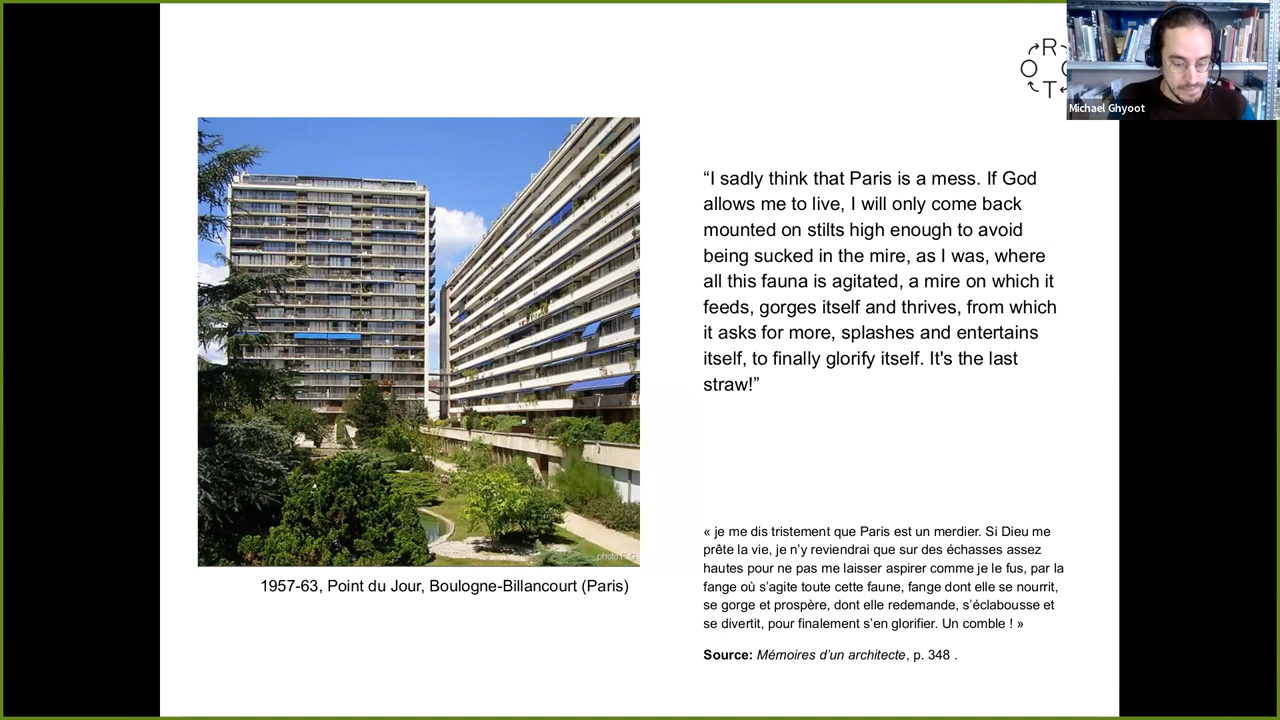 R
O
T
Michael Ghyoot
“I sadly think that Paris is a mess. If God
allows me to live, I will only come back
mounted on stilts high enough to avoid
being sucked in the mire, as I was, where
all this fauna is agitated, a mire on which it
feeds, gorges itself and thrives, from which
it asks for more, splashes and entertains
itself, to finally glorify itself. It's the last
straw!”
1957-63, Point du Jour, Boulogne-Billancourt (Paris)
« je me dis tristement que Paris est un merdier. Si Dieu me
prête la vie, je n’y reviendrai que sur des échasses assez
hautes pour ne pas me laisser aspirer comme je le fus, par la
fange où s’agite toute cette faune, fange dont elle se nourrit,
se gorge et prospère, dont elle redemande, s’éclabousse et
se divertit, pour finalement s’en glorifier. Un comble ! »
Source: Mémoires d’un architecte, p. 348 .
photo